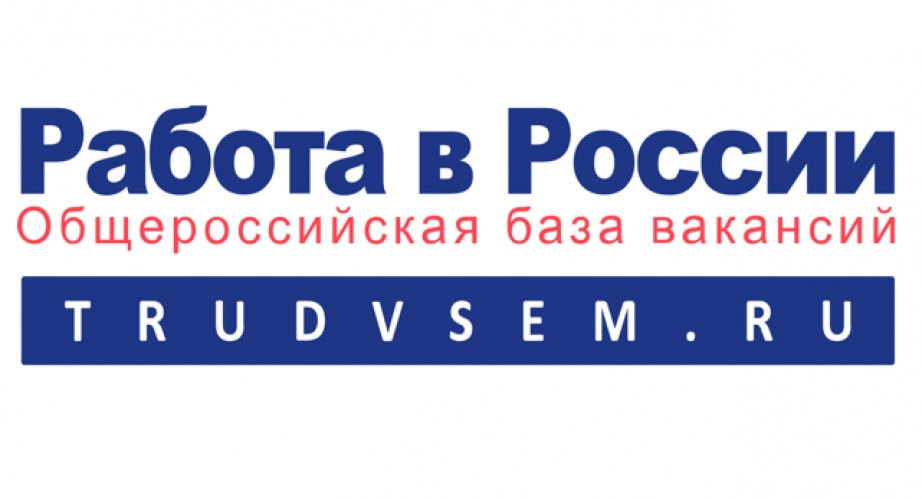 Работа в России
Общероссийская база вакансий
TRUDVSEM.RU